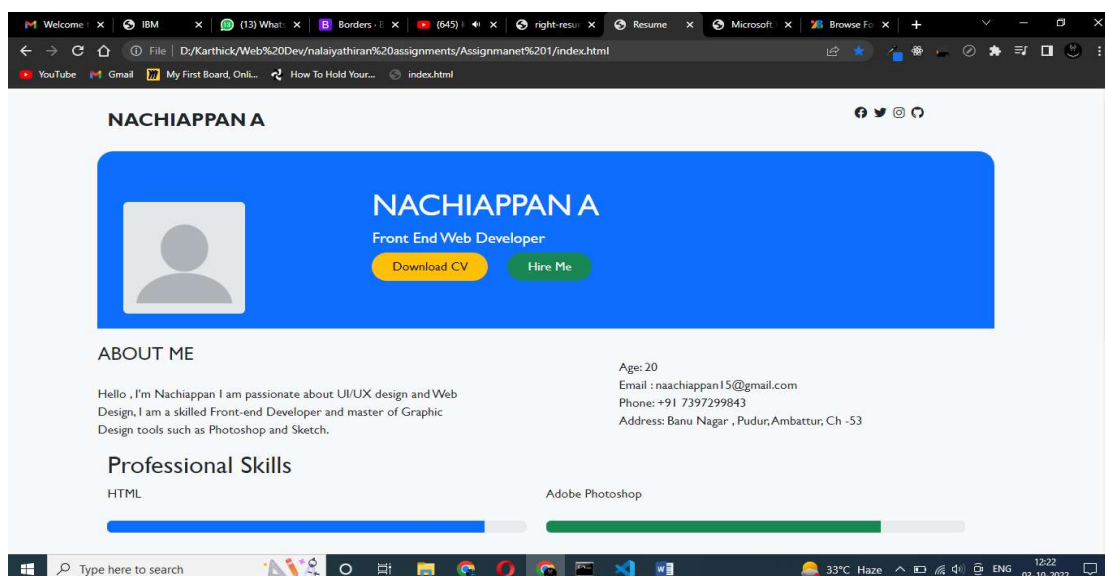 Welcome t
IBM
(13) Whats
Borders · B
(645)
right-resur
Resume
Microsoft
Browse Fo
File | D:/Karthick/Web%20Dev/nalaiyathiran%20assignments/Assignmanet%201/index.html
YouTube
Gmail
My First Board, Onli...
How To Hold Your...
index.html
NACHIAPPAN A
NACHIAPPAN A
Front End Web Developer
Download CV
Hire Me
ABOUT ME
Hello , I'm Nachiappan I am passionate about UI/UX design and Web
Design, I am a skilled Front-end Developer and master of Graphic
Design tools such as Photoshop and Sketch.
Age: 20
Email : naachiappan15@gmail.com
Phone: +91 7397299843
Address: Banu Nagar , Pudur, Ambattur, Ch -53
Professional Skills
HTML
Adobe Photoshop
Type here to search
33°C Haze
ENG
12:22
03-10-2022